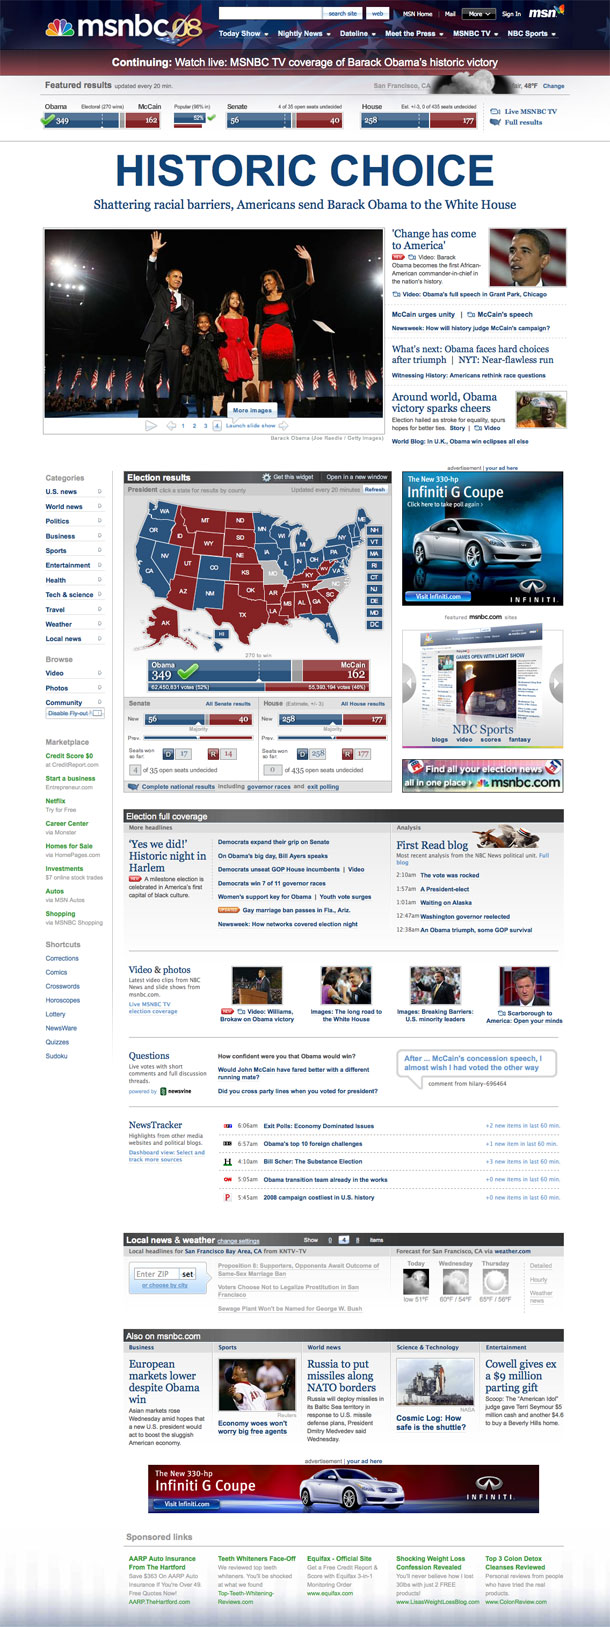 msnbc 08
search site
web
MSN Home | Mail | More | Sign In
msn
Today Show
Nightly News
Dateline
Meet the Press
MSNBC TV
NBC Sports
Continuing: Watch live: MSNBC TV coverage of Barack Obama's historic victory
Featured results updated every 20 min.
San Francisco, CA
fair, 48°F Change
Obama Electoral (270 wins) McCain
349 162
Popular (98% in)
52%
Senate 4 of 35 open seats undecided
56 40
House Est. +/-3, 0 of 435 seats undecided
258 177
Live MSNBC TV
Full results
HISTORIC CHOICE
Shattering racial barriers, Americans send Barack Obama to the White House
'Change has come
to America'
NEW Video: Barack
Obama becomes the first African-
American commander-in-chief in
the nation's history.
Video: Obama's full speech in Grant Park, Chicago
McCain urges unity | McCain's speech
Newsweek: How will history judge McCain's campaign?
What's next: Obama faces hard choices
after triumph | NYT: Near-flawless run
Witnessing History: Americans rethink race questions
Around world, Obama
victory sparks cheers
Election hailed as stroke for equality, spurs
hopes for better ties. Story | Video
World Blog: In U.K., Obama win eclipses all else
More images
1 2 3 4 Launch slide show
Barack Obama (Joe Raedle / Getty Images)
Categories
U.S. news
World news
Politics
Business
Sports
Entertainment
Health
Tech & science
Travel
Weather
Local news
Browse
Video
Photos
Community
Disable Fly-out
Marketplace
Credit Score $0
at CreditReport.com
Start a business
Entrepreneur.com
Netflix
Try for Free
Career Center
via Monster
Homes for Sale
via HomePages.com
Investments
$7 online stock trades
Autos
via MSN Autos
Shopping
via MSNBC Shopping
Shortcuts
Corrections
Comics
Crosswords
Horoscopes
Lottery
NewsWare
Quizzes
Sudoku
Election results
Get this widget
Open in a new window
President click a state for results by county
Updated every 20 minutes Refresh
WA
MT
ND
MN
OR
ID
SD
WI
MI
WY
NE
IA
NV
UT
CO
KS
MO
IL
IN
OH
PA
CA
AZ
NM
OK
AR
TX
LA
MS
AL
GA
SC
NC
TN
KY
WV
VA
FL
NY
ME
AK
HI
NH
VT
MA
RI
CT
NJ
DE
MD
DC
270 to win
Obama McCain
349 162
62,450,831 votes (52%) 55,393,194 votes (46%)
Senate All Senate results
New 56 40
Majority
Prev.
Seats won
so far: D 17 R 14
4 of 35 open seats undecided
House (Estimate, +/- 3) All House results
New 258 177
Majority
Prev.
Seats won
so far: D 258 R 177
0 of 435 open seats undecided
Complete national results including governor races and exit polling
advertisement | your ad here
The New 330-hp
Infiniti G Coupe
Click here to take poll again >
Visit Infiniti.com
INFINITI.
featured msnbc.com sites
GAMES OPEN WITH LIGHT SHOW
NBC Sports
blogs video scores fantasy
Find all your election news
all in one place msnbc.com
Election full coverage
More headlines
'Yes we did!'
Historic night in
Harlem
NEW A milestone election is
celebrated in America's first
capital of black culture.
Democrats expand their grip on Senate
On Obama's big day, Bill Ayers speaks
Democrats unseat GOP House incumbents | Video
Democrats win 7 of 11 governor races
Women's support key for Obama | Youth vote surges
UPDATED Gay marriage ban passes in Fla., Ariz.
Newsweek: How networks covered election night
Analysis
First Read blog
Most recent analysis from the NBC News political unit. Full
blog
2:10am The vote was rocked
1:57am A President-elect
1:01am Waiting on Alaska
12:47am Washington governor reelected
12:38am An Obama triumph, some GOP survival
Video & photos
Latest video clips from NBC
News and slide shows from
msnbc.com.
Live MSNBC TV
election coverage
NEW Video: Williams,
Brokaw on Obama victory
Images: The long road to
the White House
Images: Breaking Barriers:
U.S. minority leaders
Scarborough to
America: Open your minds
Questions
Live votes with short
comments and full discussion
threads.
powered by newsvine
How confident were you that Obama would win?
Would John McCain have fared better with a different
running mate?
Did you cross party lines when you voted for president?
After ... McCain's concession speech, I
almost wish I had voted the other way
comment from hilary-696464
NewsTracker
Highlights from other media
websites and political blogs.
Dashboard view: Select and
track more sources
6:06am Exit Polls: Economy Dominated Issues +2 new items in last 60 min.
6:57am Obama's top 10 foreign challenges +1 new item in last 60 min.
4:10am Bill Scher: The Substance Election +3 new items in last 60 min.
5:05am Obama transition team already in the works +0 new items in last 60 min.
5:45am 2008 campaign costliest in U.S. history +0 new items in last 60 min.
Local news & weather change settings
Show 0 4 8 items
Local headlines for San Francisco Bay Area, CA from KNTV-TV
Forecast for San Francisco, CA via weather.com
Enter ZIP set
or choose by city
Proposition 8: Supporters, Opponents Await Outcome of
Same-Sex Marriage Ban
Voters Choose Not to Legalize Prostitution in San
Francisco
Sewage Plant Won't be Named for George W. Bush
Today Wednesday Thursday
low 51°F 60°F / 54°F 65°F / 56°F
Detailed
Hourly
Weather
news
Also on msnbc.com
Business
European
markets lower
despite Obama
win
Asian markets rose
Wednesday amid hopes that
a new U.S. president would
act to boost the sluggish
American economy.
Sports
Reuters
Economy woes won't
worry big free agents
World news
Russia to put
missiles along
NATO borders
Russia will deploy missiles in
its Baltic Sea territory in
response to U.S. missile
defense plans, President
Dmitry Medvedev said
Wednesday.
Science & Technology
NASA
Cosmic Log: How
safe is the shuttle?
Entertainment
Cowell gives ex
a $9 million
parting gift
Scoop: The "American Idol"
judge gave Terri Seymour $5
million cash and another $4.6
to buy a Beverly Hills home.
advertisement | your ad here
The New 330-hp
Infiniti G Coupe
Visit Infiniti.com
INFINITI.
Sponsored links
AARP Auto Insurance
From The Hartford
Save $363 On AARP Auto
Insurance If You're Over 49.
Free Quotes Now!
AARP.TheHartford.com
Teeth Whiteners Face-Off
We reviewed top teeth
whiteners. You'll be shocked
at what we found
Top-Teeth-Whitening-
Reviews.com
Equifax - Official Site
Get a Free Credit Report &
Score with Equifax 3-in-1
Monitoring Order
www.equifax.com
Shocking Weight Loss
Confession Revealed
You'll never believe how I lost
30lbs with just 2 FREE
products!
www.LisasWeightLossBlog.com
Top 3 Colon Detox
Cleanses Reviewed
Personal reviews from people
who have tried the real
products.
www.ColonReview.com